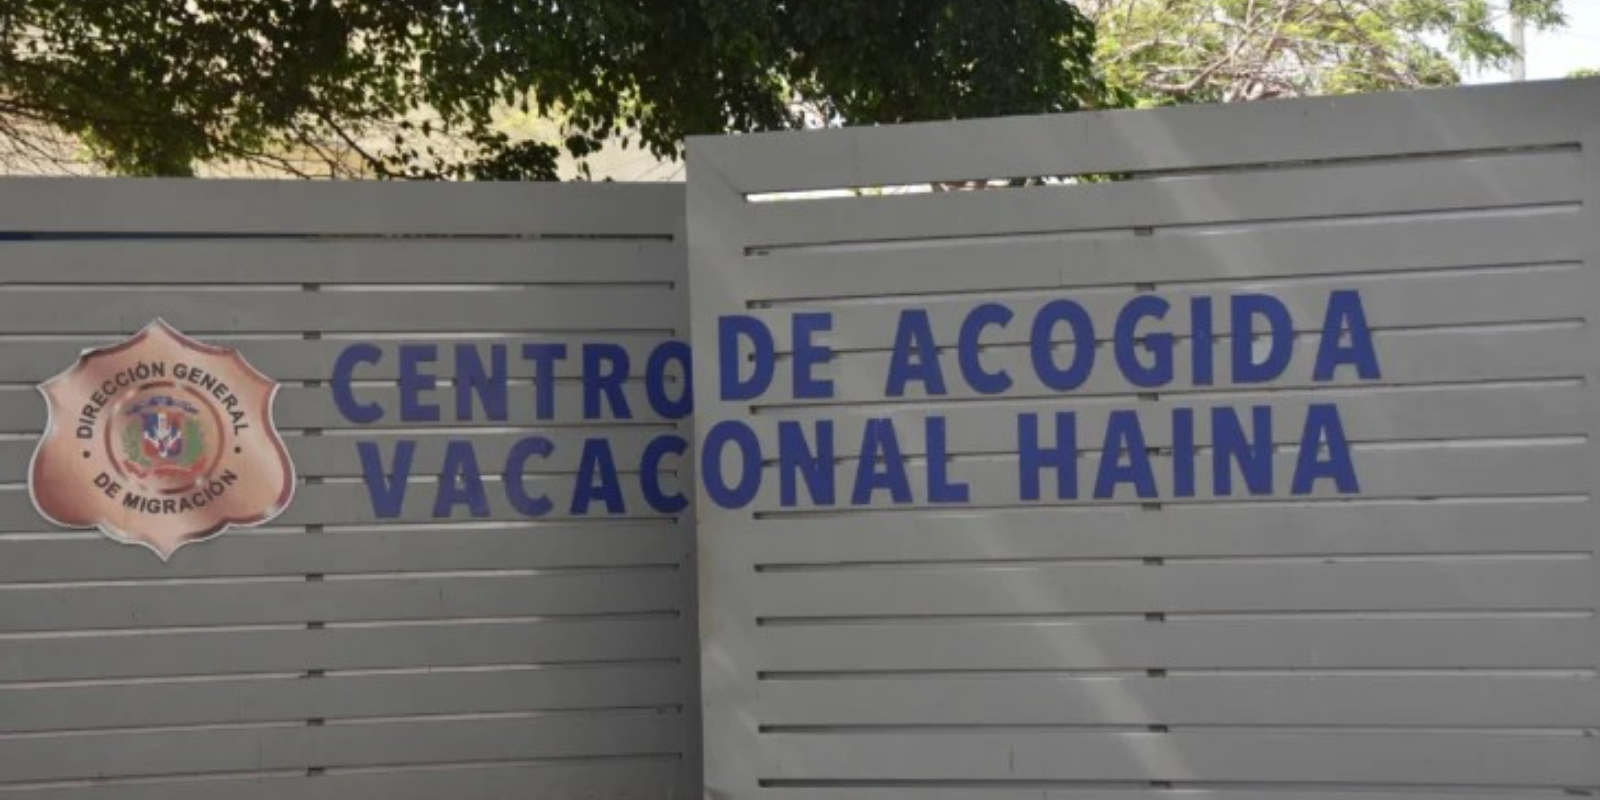 DIRECCIÓN GENERAL
DE MIGRACIÓN
CENTRO DE ACOGIDA
VACACONAL HAINA